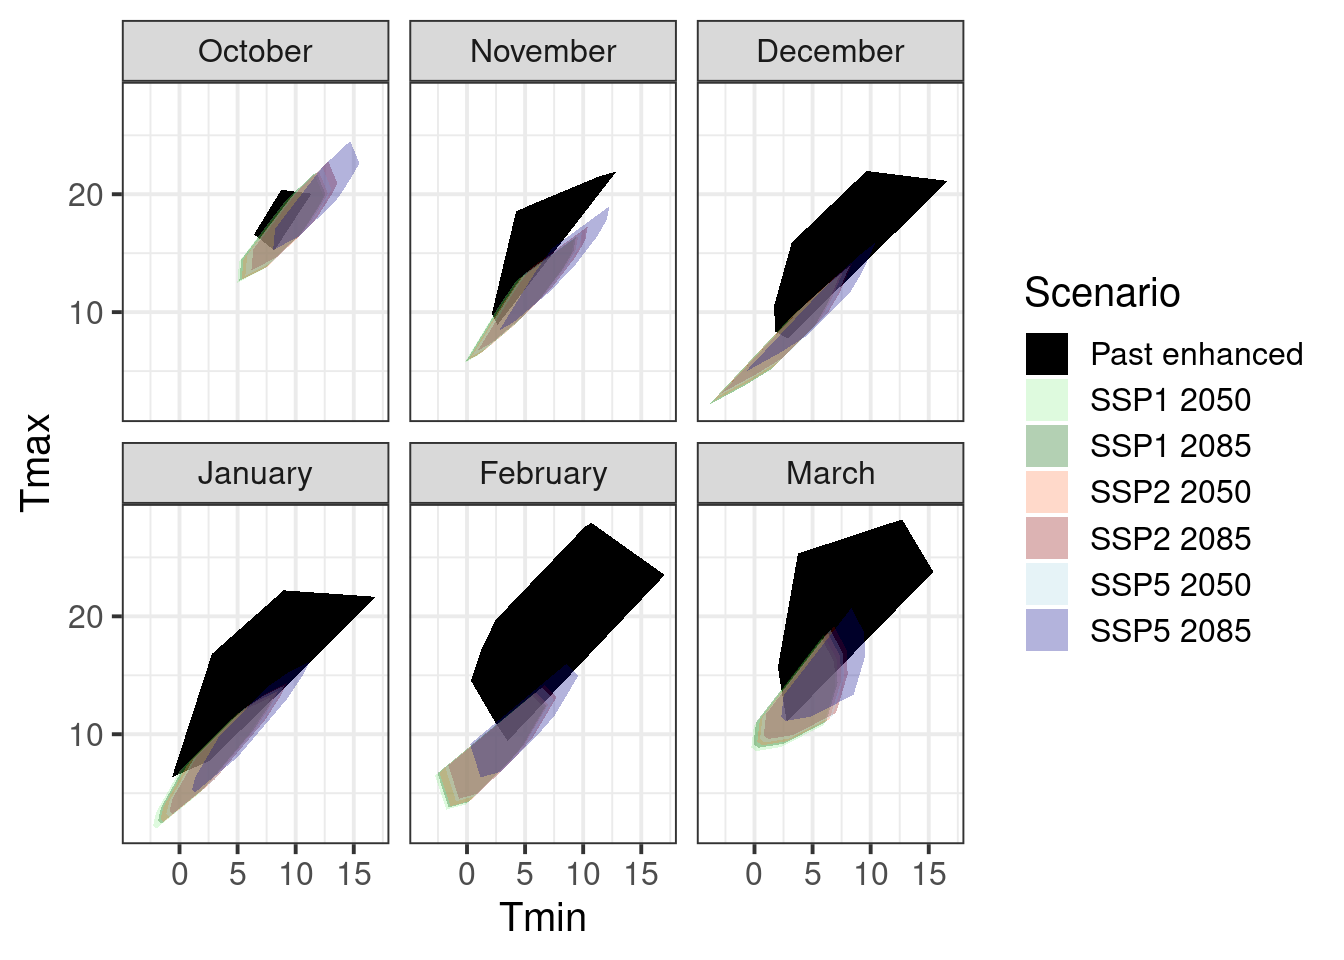 October
November
December
20
10
January
February
March
20
10
0 5 10 15
0 5 10 15
0 5 10 15
Tmin
Tmax
Scenario
Past enhanced
SSP1 2050
SSP1 2085
SSP2 2050
SSP2 2085
SSP5 2050
SSP5 2085